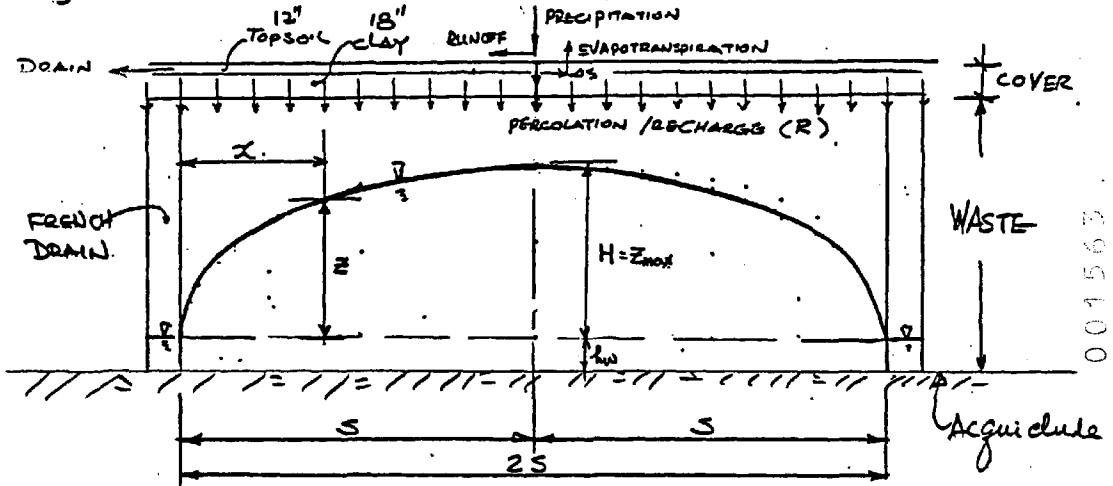 PRECIPITATION
12"
TOPSOIL
18"
CLAY
RUNOFF
EVAPOTRANSPIRATION
DRAIN
ΔS
COVER
PERCOLATION / RECHARGE (R)
x
FRENCH
DRAIN.
Z
H = Zmax
WASTE
hw
001563
S
S
2S
Acquiclude